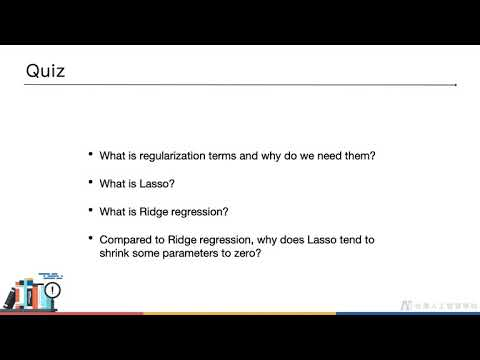 Quiz
• What is regularization terms and why do we need them?
• What is Lasso?
• What is Ridge regression?
• Compared to Ridge regression, why does Lasso tend to
shrink some parameters to zero?